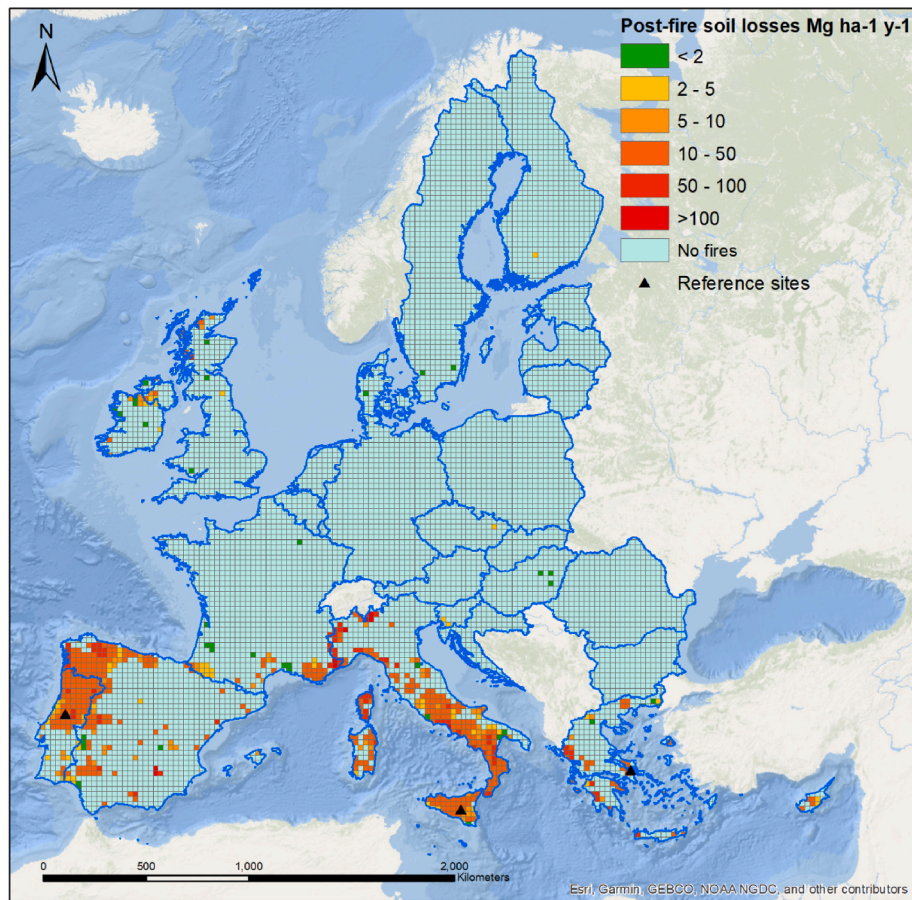 N
Post-fire soil losses Mg ha-1 y-1
< 2
2 - 5
5 - 10
10 - 50
50 - 100
>100
No fires
Reference sites
0 500 1,000 2,000
Kilometers
Esri, Garmin, GEBCO, NOAA NGDC, and other contributors